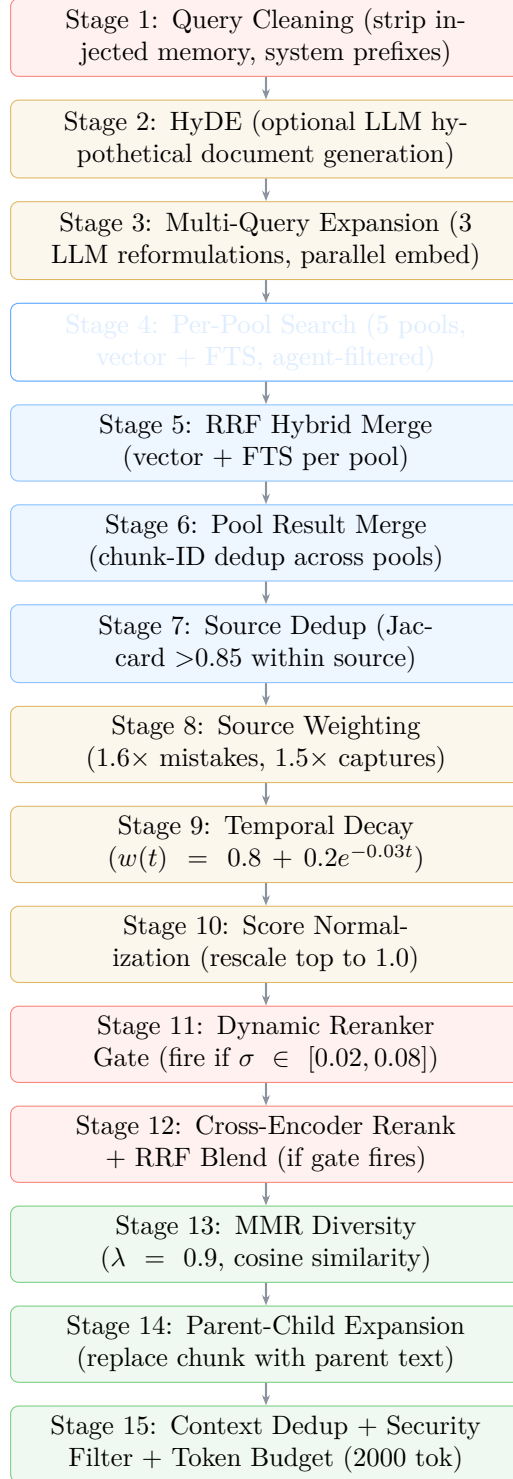 Stage 1: Query Cleaning (strip in-
jected memory, system prefixes)
Stage 2: HyDE (optional LLM hy-
pothetical document generation)
Stage 3: Multi-Query Expansion (3
LLM reformulations, parallel embed)
Stage 4: Per-Pool Search (5 pools,
vector + FTS, agent-filtered)
Stage 5: RRF Hybrid Merge
(vector + FTS per pool)
Stage 6: Pool Result Merge
(chunk-ID dedup across pools)
Stage 7: Source Dedup (Jac-
card >0.85 within source)
Stage 8: Source Weighting
(1.6× mistakes, 1.5× captures)
Stage 9: Temporal Decay
(w(t) = 0.8 + 0.2e^{−0.03t})
Stage 10: Score Normal-
ization (rescale top to 1.0)
Stage 11: Dynamic Reranker
Gate (fire if σ ∈ [0.02, 0.08])
Stage 12: Cross-Encoder Rerank
+ RRF Blend (if gate fires)
Stage 13: MMR Diversity
(λ = 0.9, cosine similarity)
Stage 14: Parent-Child Expansion
(replace chunk with parent text)
Stage 15: Context Dedup + Security
Filter + Token Budget (2000 tok)